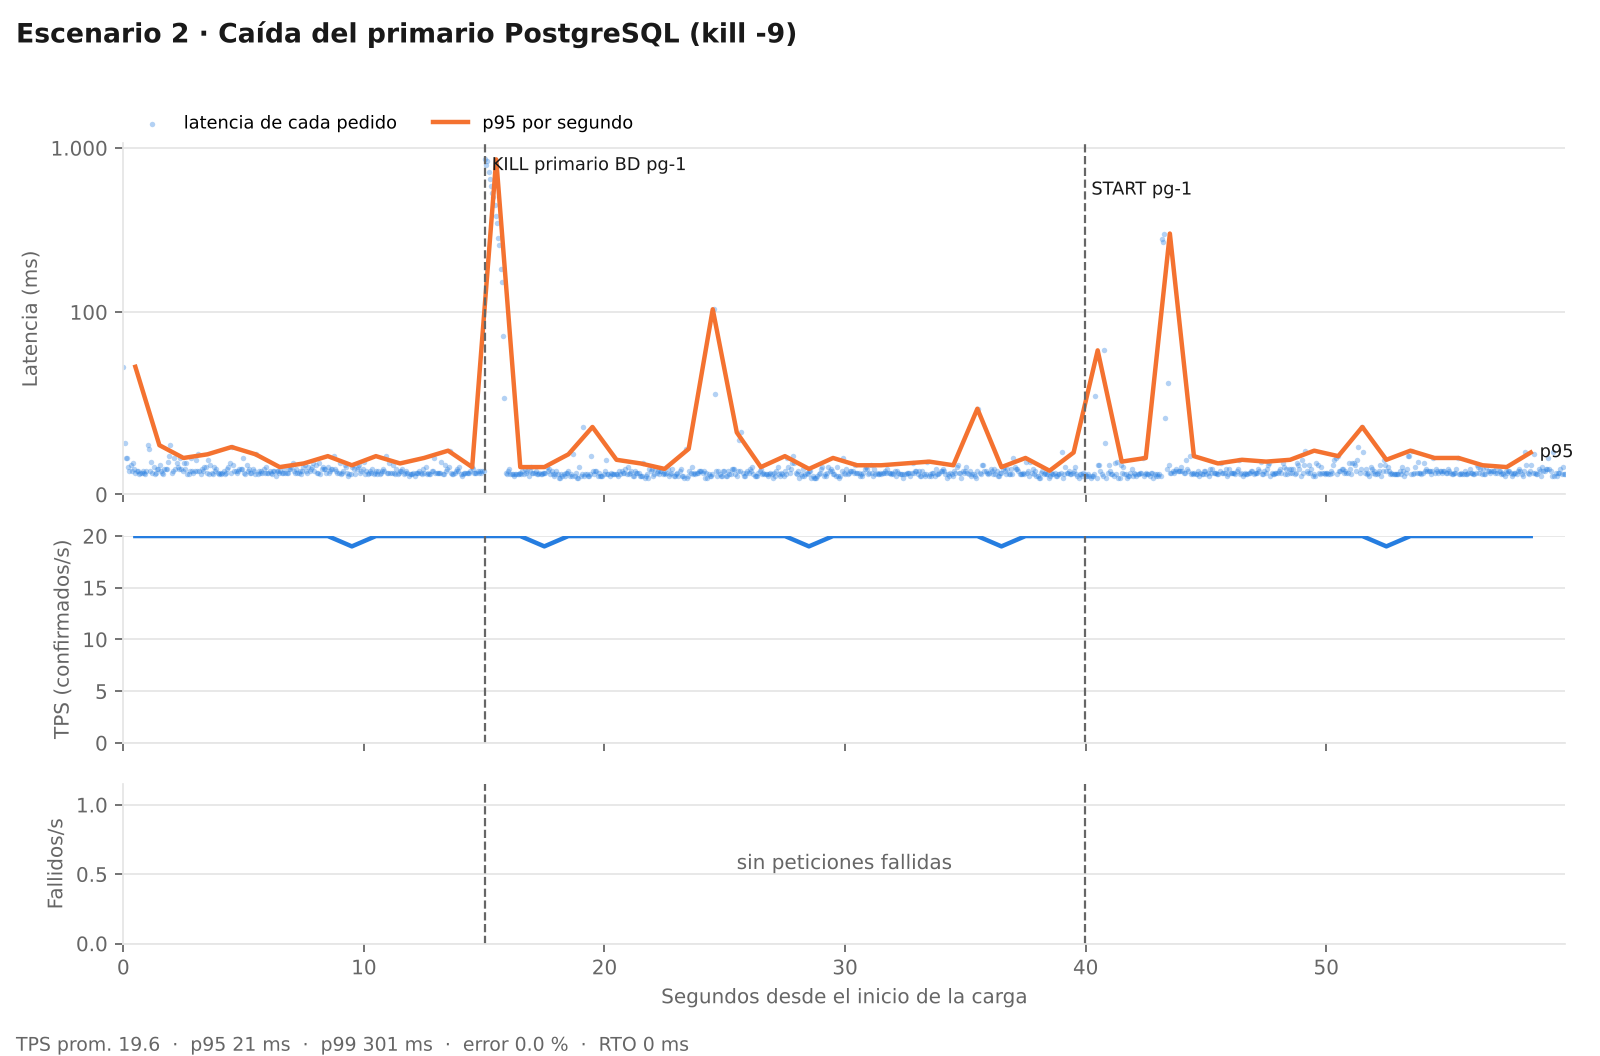 Escenario 2 · Caída del primario PostgreSQL (kill -9)
latencia de cada pedido
p95 por segundo
1.000
KILL primario BD pg-1
START pg-1
Latencia (ms)
100
p95
0
20
TPS (confirmados/s)
15
10
5
0
1.0
Fallidos/s
sin peticiones fallidas
0.5
0.0
0 10 20 30 40 50
Segundos desde el inicio de la carga
TPS prom. 19.6 · p95 21 ms · p99 301 ms · error 0.0 % · RTO 0 ms